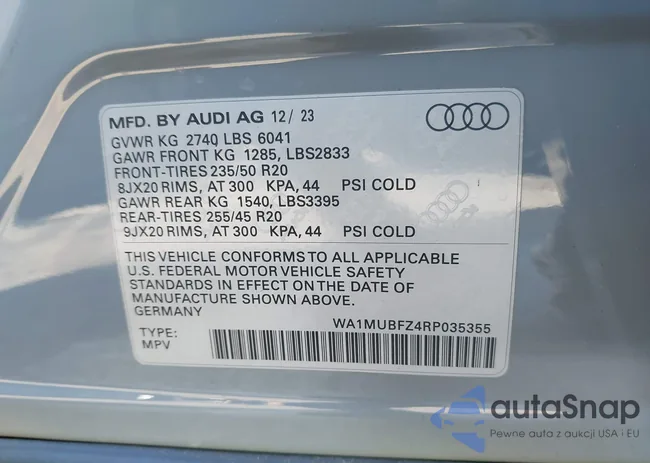 MFD. BY AUDI AG 12/ 23
GVWR KG 2740 LBS 6041
GAWR FRONT KG 1285, LBS2833
FRONT-TIRES 235/50 R20
8JX20 RIMS, AT 300 KPA, 44 PSI COLD
GAWR REAR KG 1540, LBS3395
REAR-TIRES 255/45 R20
9JX20 RIMS, AT 300 KPA, 44 PSI COLD
THIS VEHICLE CONFORMS TO ALL APPLICABLE
U.S. FEDERAL MOTOR VEHICLE SAFETY
STANDARDS IN EFFECT ON THE DATE OF
MANUFACTURE SHOWN ABOVE.
GERMANY
WA1MUBFZ4RP035355
TYPE:
MPV
autaSnap
Pewne auta z aukcji USA i EU